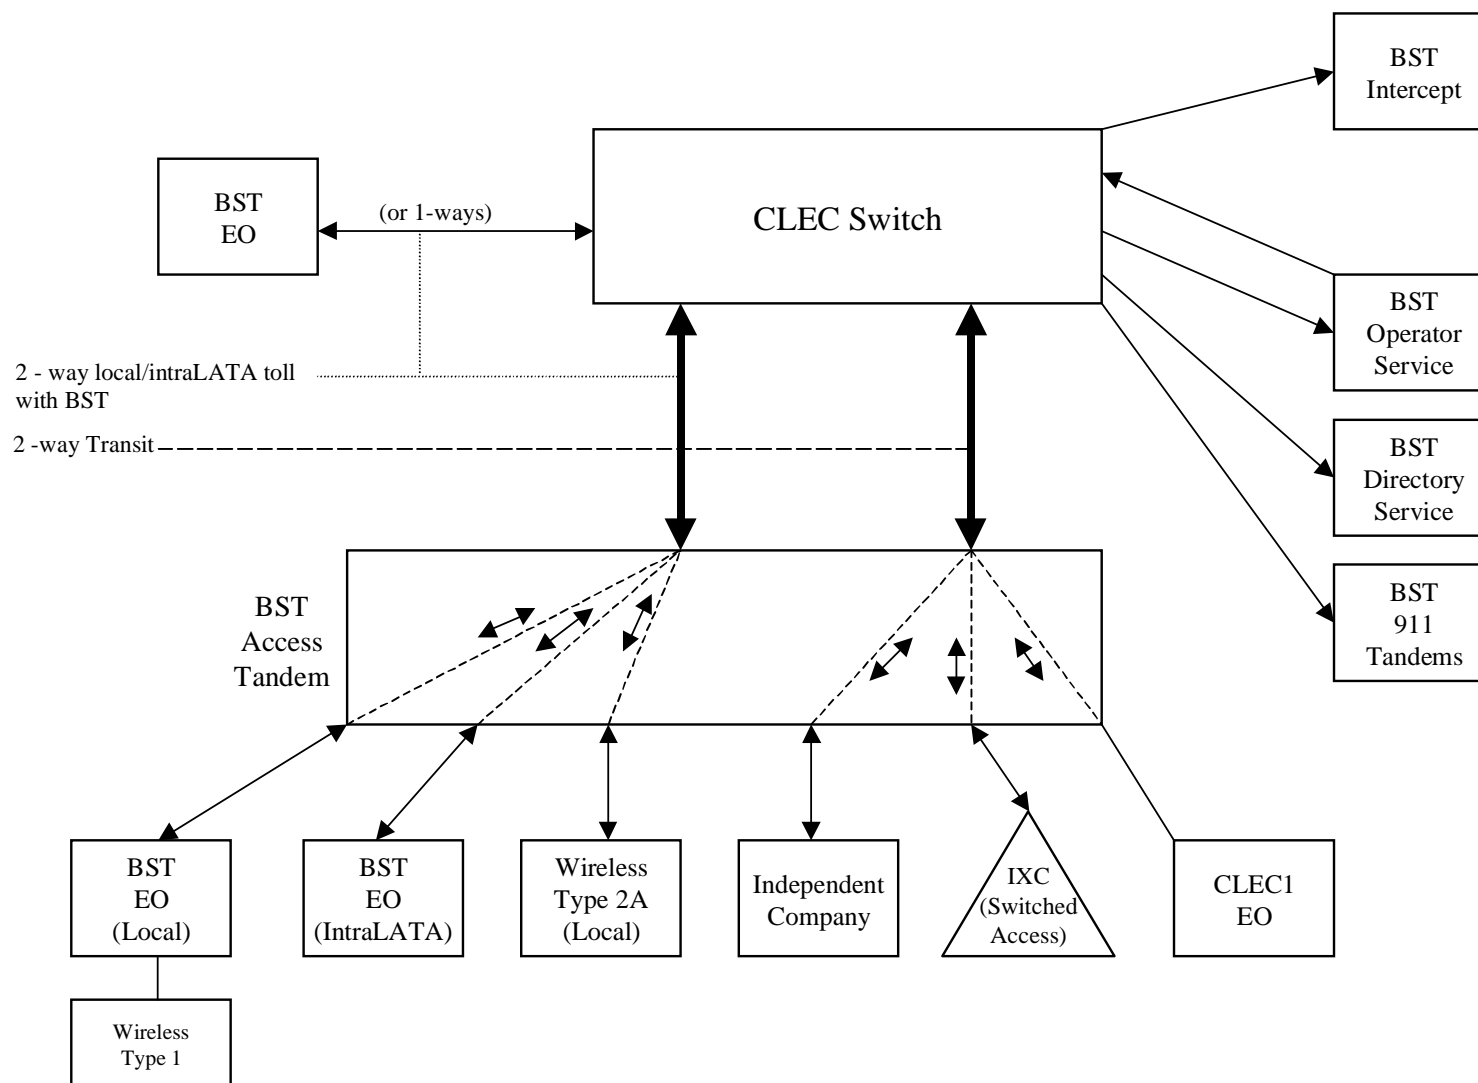 BST
Intercept
BST
EO
(or 1-ways)
CLEC Switch
BST
Operator
Service
2 - way local/intraLATA toll
with BST
2 -way Transit
BST
Directory
Service
BST
Access
Tandem
BST
911
Tandems
BST
EO
(Local)
BST
EO
(IntraLATA)
Wireless
Type 2A
(Local)
Independent
Company
IXC
(Switched
Access)
CLEC1
EO
Wireless
Type 1